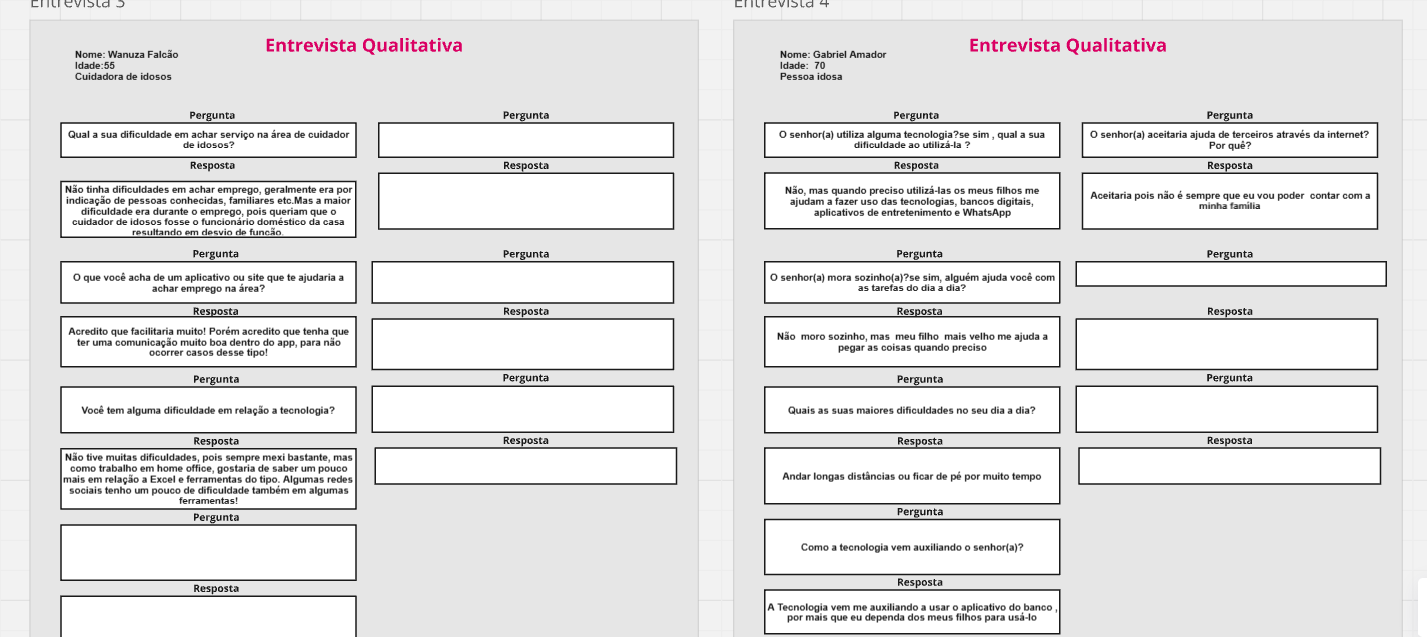 Entrevista 3
Entrevista Qualitativa
Nome: Wanuza Falcão
Idade:55
Cuidadora de idosos
Pergunta
Qual a sua dificuldade em achar serviço na área de cuidador
de idosos?
Resposta
Não tinha dificuldades em achar emprego, geralmente era por
indicação de pessoas conhecidas, familiares etc.Mas a maior
dificuldade era durante o emprego, pois queriam que o
cuidador de idosos fosse o funcionário doméstico da casa
resultando em desvio de função.
Pergunta
O que você acha de um aplicativo ou site que te ajudaria a
achar emprego na área?
Resposta
Acredito que facilitaria muito! Porém acredito que tenha que
ter uma comunicação muito boa dentro do app, para não
ocorrer casos desse tipo!
Pergunta
Você tem alguma dificuldade em relação a tecnologia?
Resposta
Não tive muitas dificuldades, pois sempre mexi bastante, mas
como trabalho em home office, gostaria de saber um pouco
mais em relação a Excel e ferramentas do tipo. Algumas redes
sociais tenho um pouco de dificuldade também em algumas
ferramentas!
Pergunta
Resposta
Pergunta
Resposta
Pergunta
Resposta
Pergunta
Resposta
Entrevista 4
Entrevista Qualitativa
Nome: Gabriel Amador
Idade: 70
Pessoa idosa
Pergunta
O senhor(a) utiliza alguma tecnologia?se sim , qual a sua
dificuldade ao utilizá-la ?
Resposta
Não, mas quando preciso utilizá-las os meus filhos me
ajudam a fazer uso das tecnologias, bancos digitais,
aplicativos de entretenimento e WhatsApp
Pergunta
O senhor(a) mora sozinho(a)?se sim, alguém ajuda você com
as tarefas do dia a dia?
Resposta
Não moro sozinho, mas meu filho mais velho me ajuda a
pegar as coisas quando preciso
Pergunta
Quais as suas maiores dificuldades no seu dia a dia?
Resposta
Andar longas distâncias ou ficar de pé por muito tempo
Pergunta
Como a tecnologia vem auxiliando o senhor(a)?
Resposta
A Tecnologia vem me auxiliando a usar o aplicativo do banco ,
por mais que eu dependa dos meus filhos para usá-lo
Pergunta
O senhor(a) aceitaria ajuda de terceiros através da internet?
Por quê?
Resposta
Aceitaria pois não é sempre que eu vou poder contar com a
minha família
Pergunta
Resposta
Pergunta
Resposta